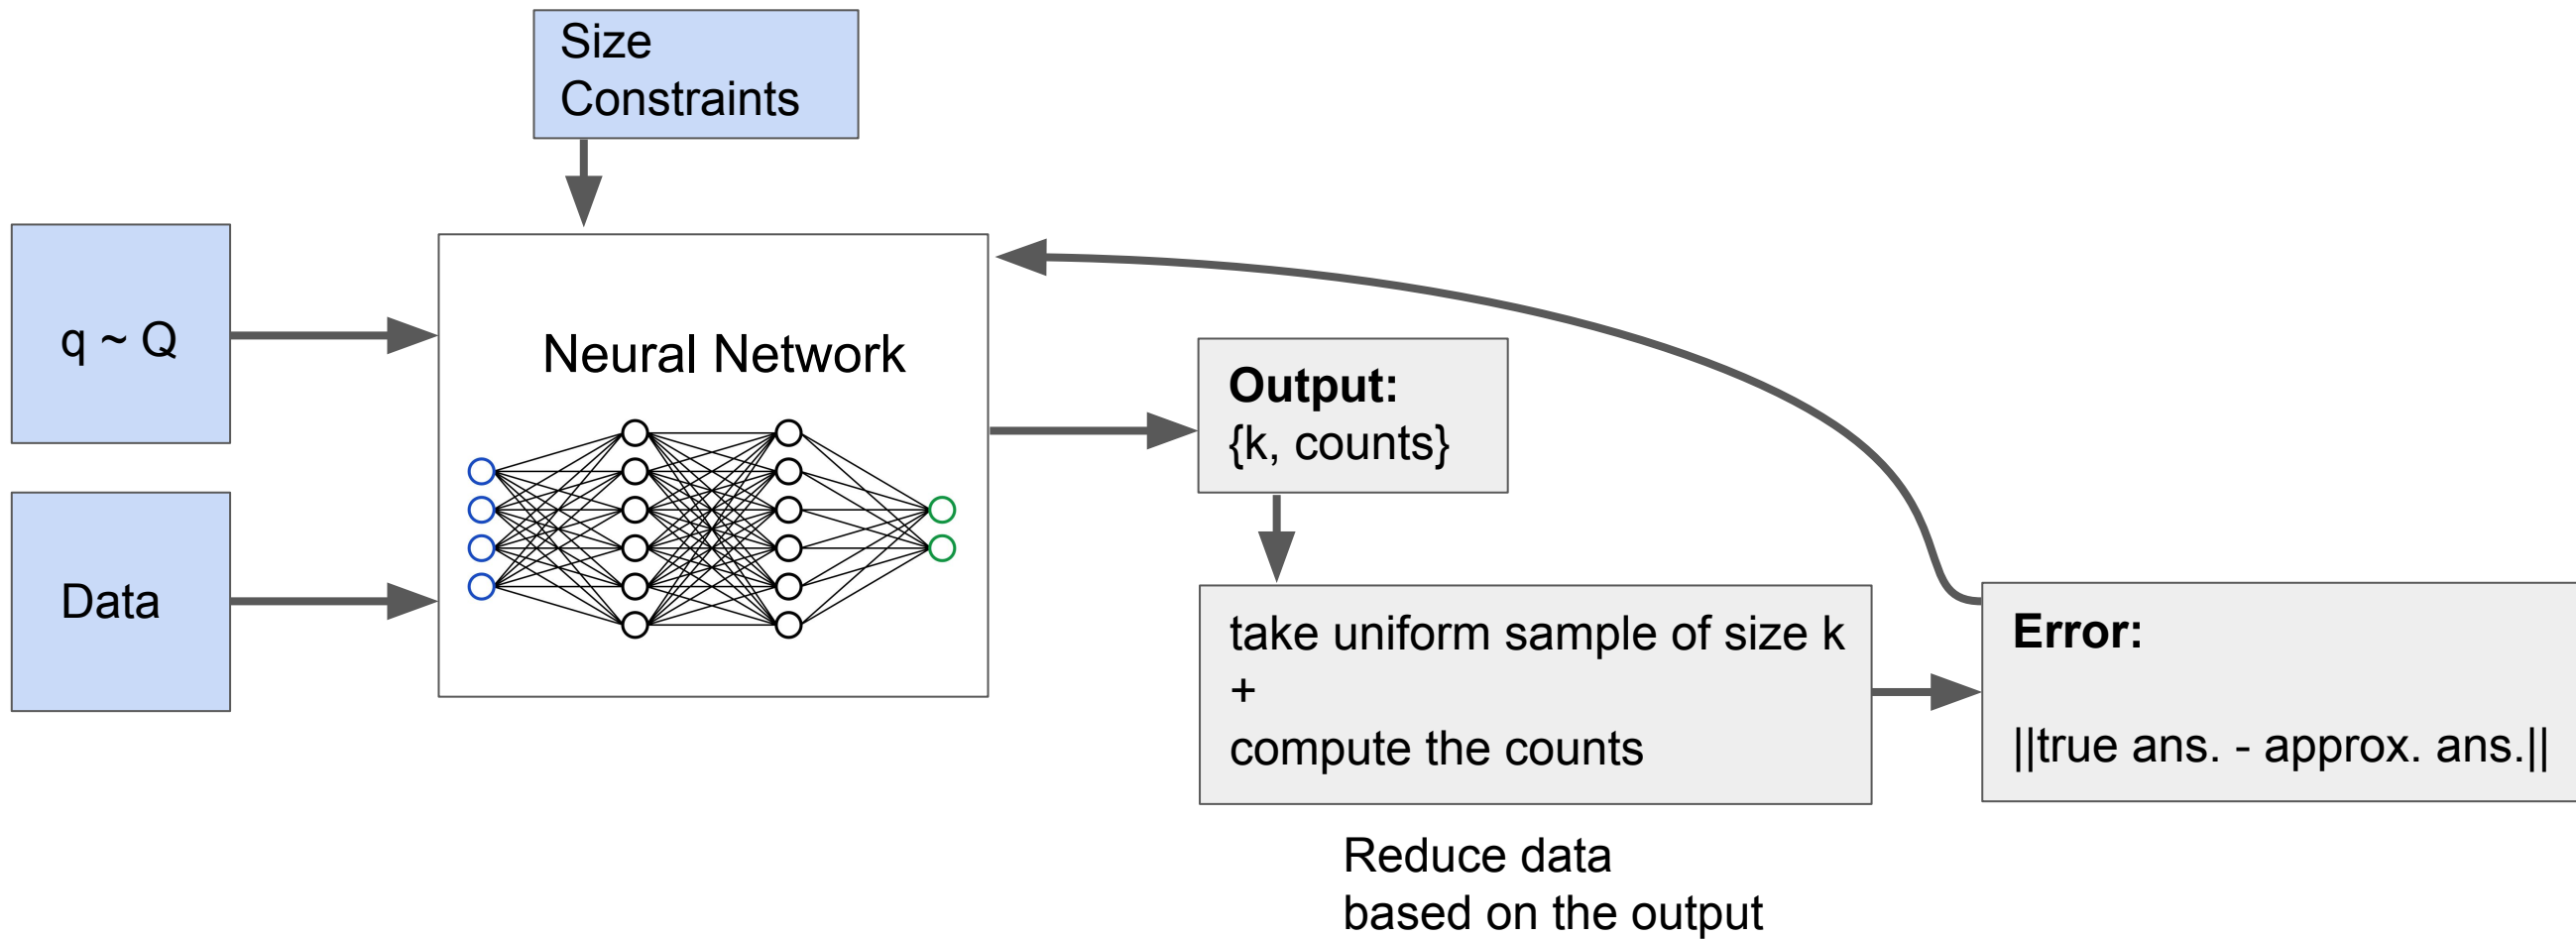 Size
Constraints
q ~ Q
Data
Neural Network
Output:
{k, counts}
take uniform sample of size k
+
compute the counts
Error:
||true ans. - approx. ans.||
Reduce data
based on the output